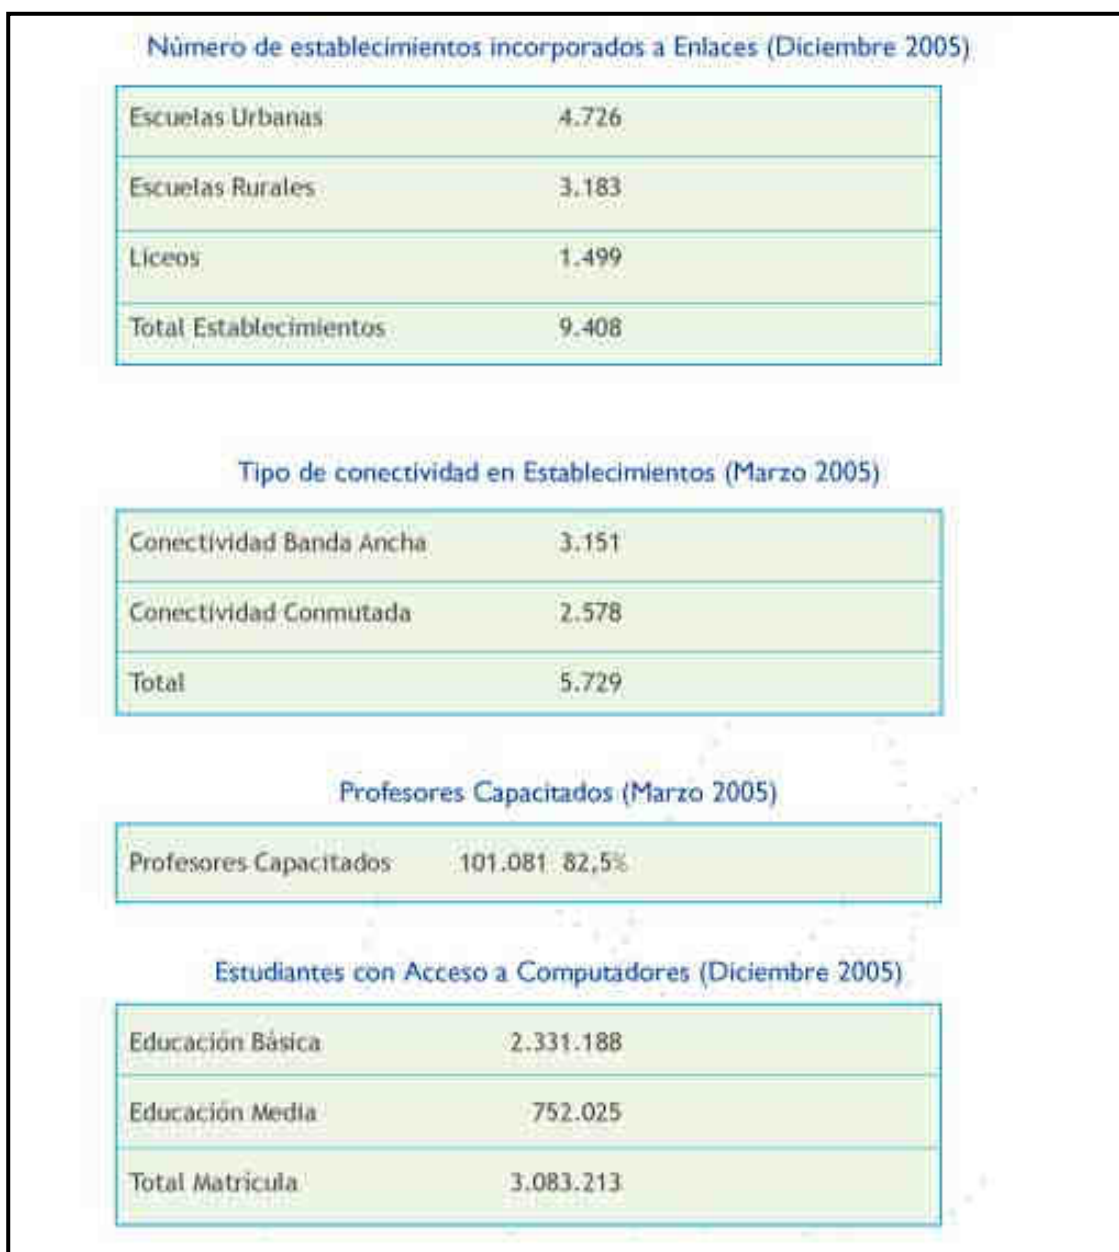 Número de establecimientos incorporados a Enlaces (Diciembre 2005)
Escuelas Urbanas 4.726
Escuelas Rurales 3.183
Liceos 1.499
Total Establecimientos 9.408
Tipo de conectividad en Establecimientos (Marzo 2005)
Conectividad Banda Ancha 3.151
Conectividad Conmutada 2.578
Total 5.729
Profesores Capacitados (Marzo 2005)
Profesores Capacitados 101.081 82,5%
Estudiantes con Acceso a Computadores (Diciembre 2005)
Educación Básica 2.331.188
Educación Media 752.025
Total Matrícula 3.083.213